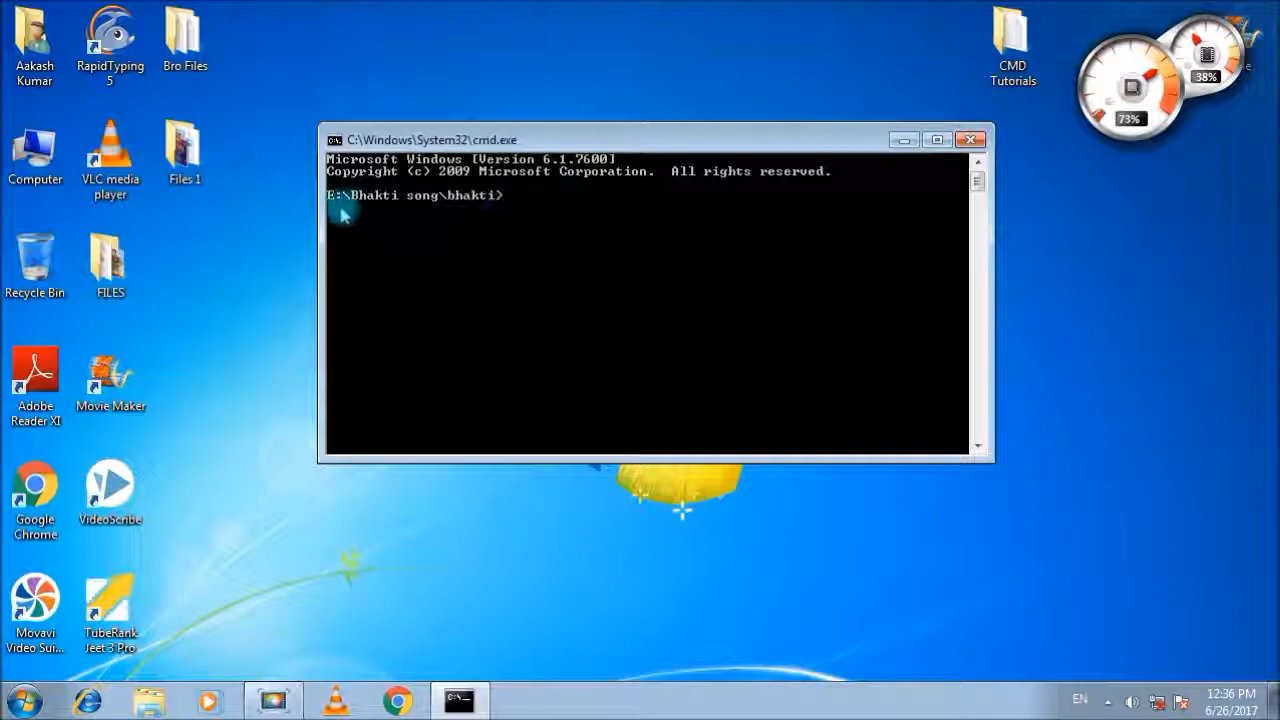 Aakash
Kumar
RapidTyping
5
Bro Files
CMD
Tutorials
38%
73%
Computer
VLC media
player
Files 1
Recycle Bin
FILES
Adobe
Reader XI
Movie Maker
Google
Chrome
VideoScribe
Movavi
Video Sui...
TubeRank
Jeet 3 Pro
C:\Windows\System32\cmd.exe
Microsoft Windows [Version 6.1.7600]
Copyright (c) 2009 Microsoft Corporation.  All rights reserved.
E:\Bhakti song\bhakti>
C:\_
EN
12:36 PM
6/26/2017